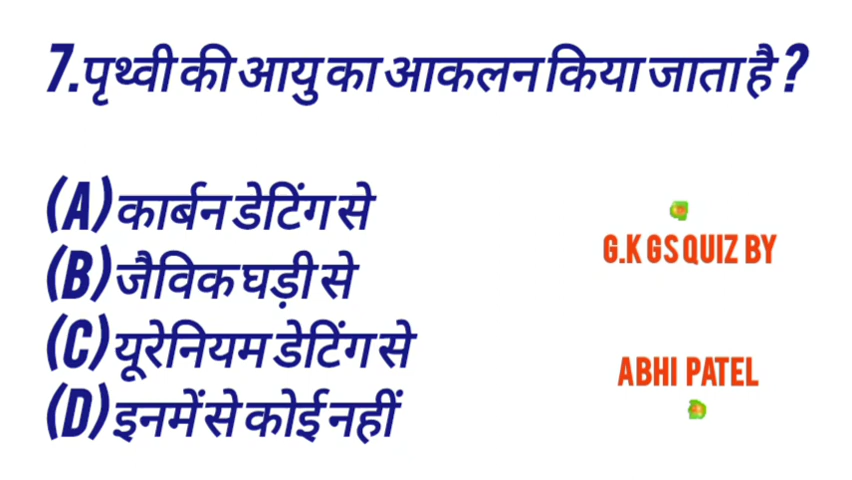 7.पृथ्वी की आयु का आकलन किया जाता है ?
(A) कार्बन डेटिंग से
(B) जैविक घड़ी से
(C) यूरेनियम डेटिंग से
(D) इनमें से कोई नहीं
G.K GS QUIZ BY
ABHI PATEL